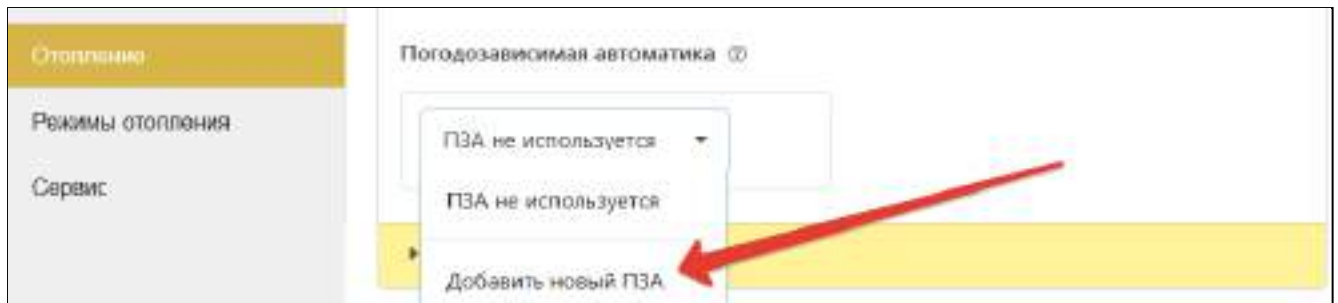 Отопление
Режимы отопления
Сервис
Погодозависимая автоматика ?
ПЗА не используется
ПЗА не используется
Добавить новый ПЗА